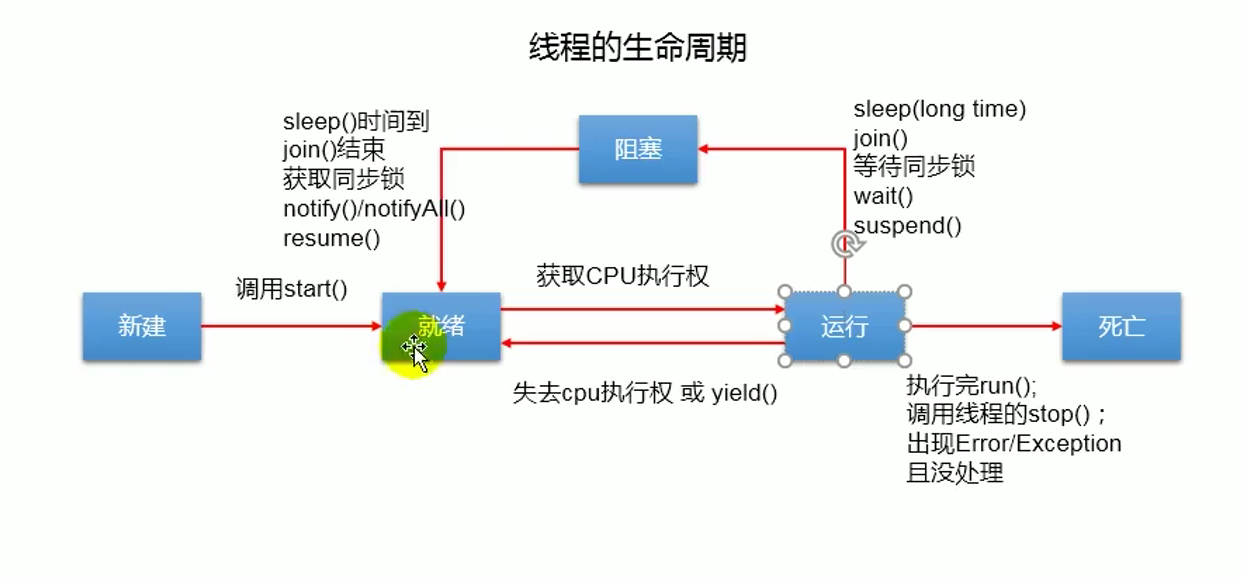 线程的生命周期
sleep()时间到
join()结束
获取同步锁
notify()/notifyAll()
resume()
阻塞
sleep(long time)
join()
等待同步锁
wait()
suspend()
调用start()
获取CPU执行权
新建
就绪
运行
死亡
失去cpu执行权 或 yield()
执行完run();
调用线程的stop()；
出现Error/Exception
且没处理